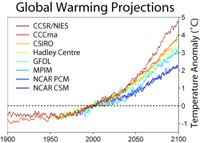 Global Warming Projections
CCSR/NIES
CCCma
CSIRO
Hadley Centre
GFDL
MPIM
NCAR PCM
NCAR CSM
5
4
3
2
1
0
-1
Temperature Anomaly (°C)
1900
1950
2000
2050
2100